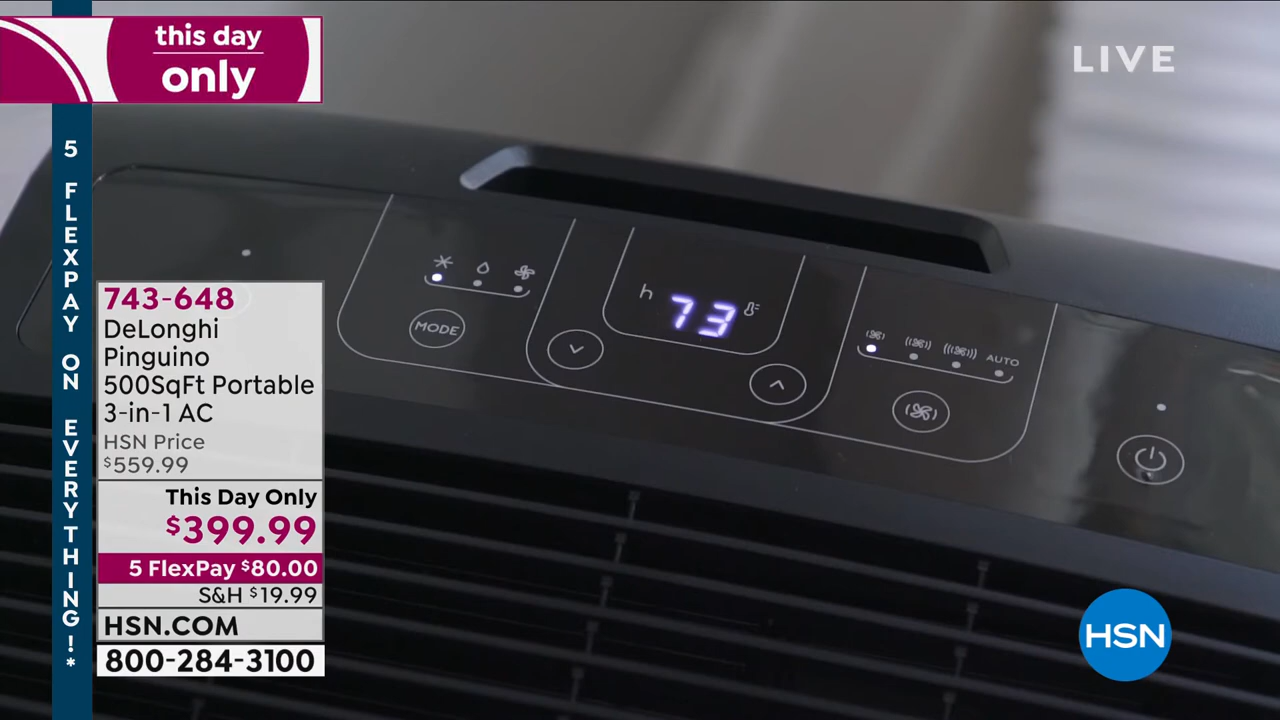 this day
only
LIVE
5 FLEXPAY ON EVERYTHING!*
743-648
DeLonghi
Pinguino
500SqFt Portable
3-in-1 AC
HSN Price
$559.99
This Day Only
$399.99
5 FlexPay $80.00
S&H $19.99
HSN.COM
800-284-3100
MODE
h
73
AUTO
HSN